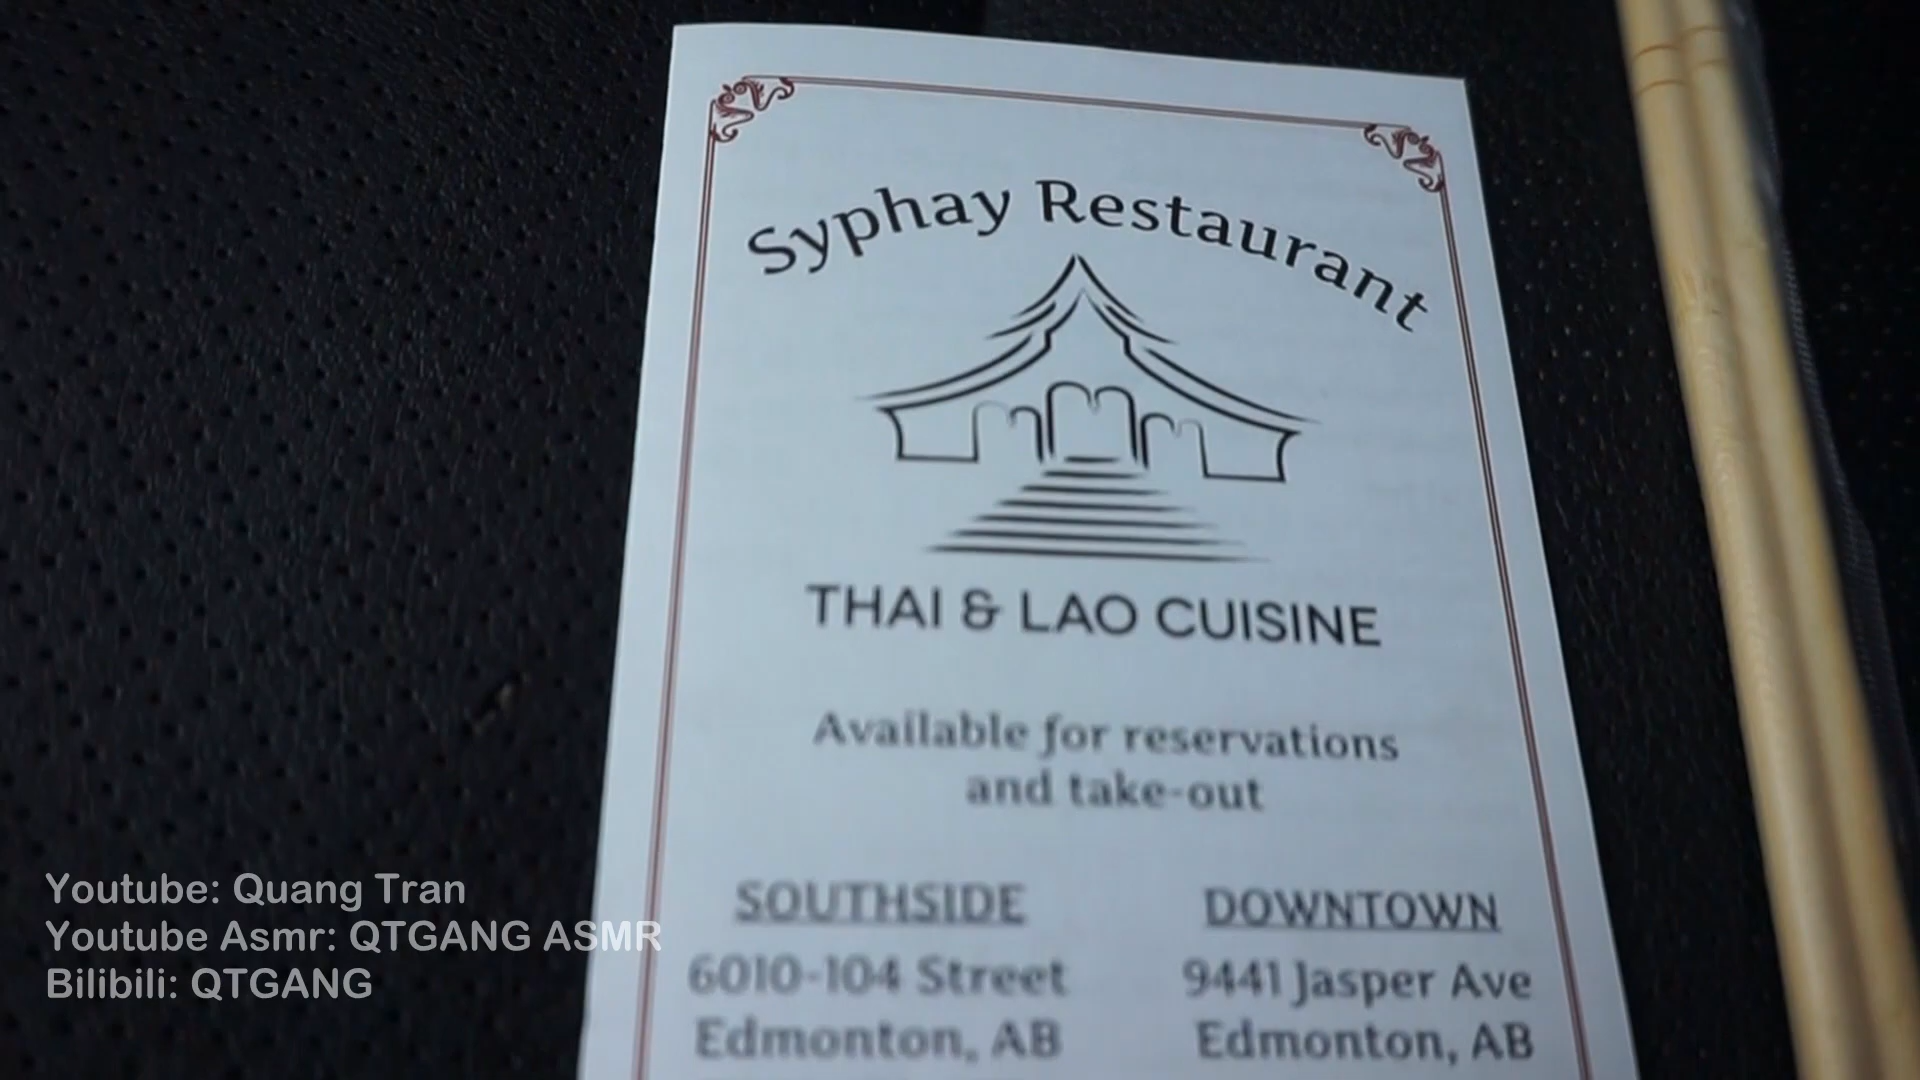 Syphay Restaurant
THAI & LAO CUISINE
Available for reservations
and take-out
SOUTHSIDE
6010-104 Street
Edmonton, AB
DOWNTOWN
9441 Jasper Ave
Edmonton, AB
Youtube: Quang Tran
Youtube Asmr: QTGANG ASMR
Bilibili: QTGANG